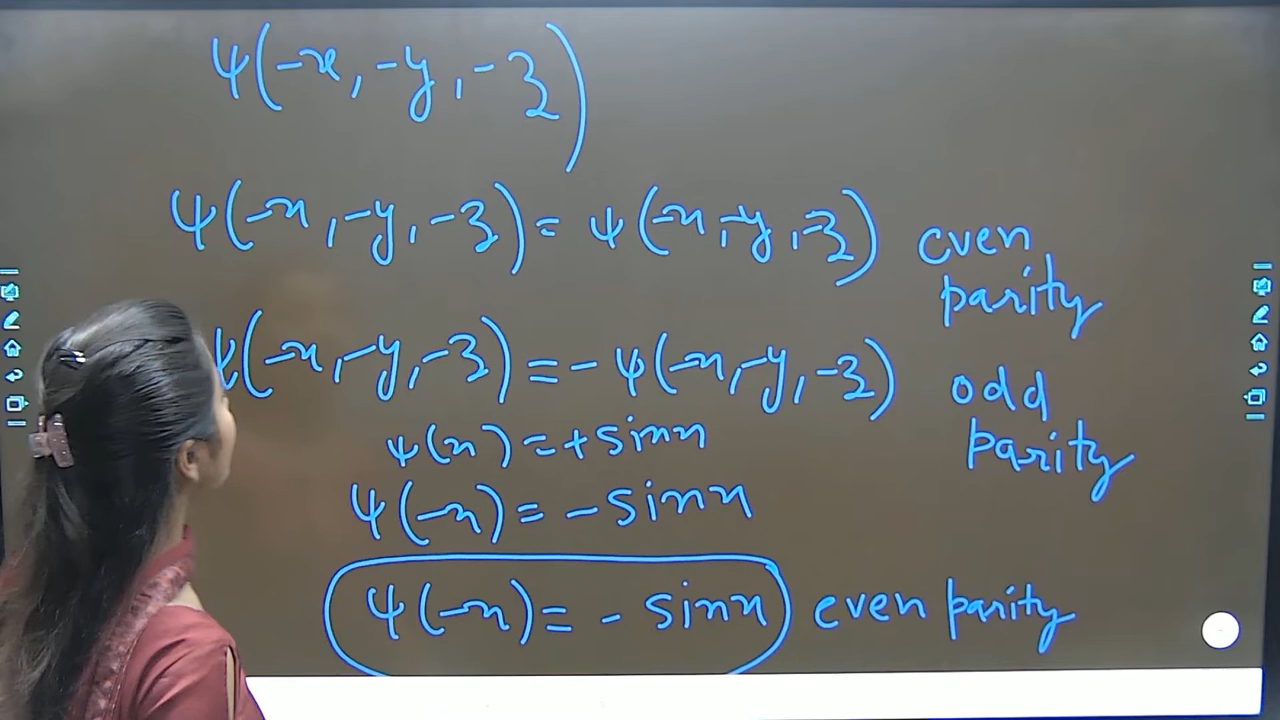 ψ(-x, -y, -z)
ψ(-x, -y, -z) = ψ(-x, -y, -z) even parity
ψ(-x, -y, -z) = -ψ(-x, -y, -z) odd parity
ψ(x) = + sinx
ψ(-x) = - sinx
ψ(-x) = - sinx even parity